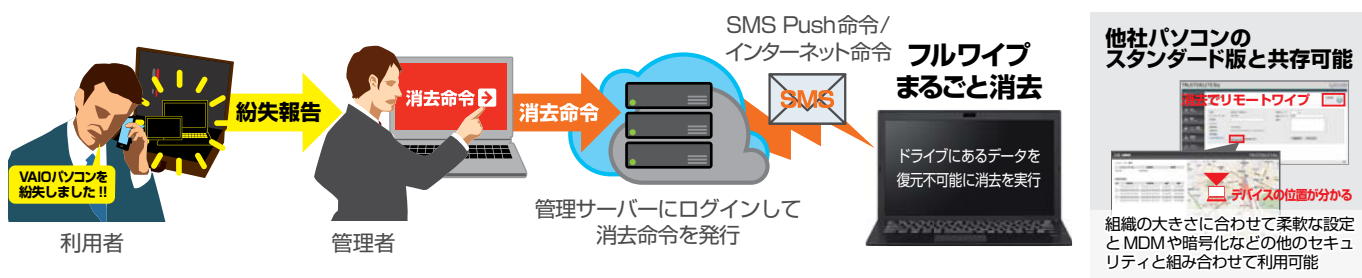 VAIOパソコンを
紛失しました!!
利用者
紛失報告
消去命令
管理者
消去命令
SMS Push命令/
インターネット命令
SMS
管理サーバーにログインして
消去命令を発行
フルワイプ
まるごと消去
ドライブにあるデータを
復元不可能に消去を実行
他社パソコンの
スタンダード版と共存可能
消去でリモートワイプ
デバイスの位置が分かる
組織の大きさに合わせて柔軟な設定
とMDMや暗号化などの他のセキュ
リティと組み合わせて利用可能